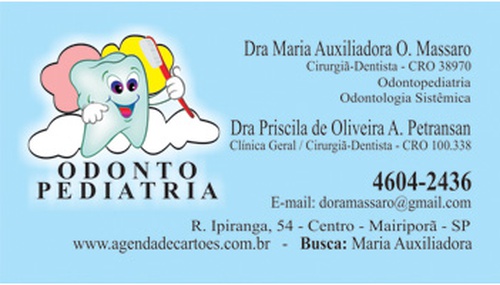 Dra Maria Auxiliadora O. Massaro
Cirurgiã-Dentista - CRO 38970
Odontopediatria
Odontologia Sistêmica
Dra Priscila de Oliveira A. Petransan
Clínica Geral / Cirurgiã-Dentista - CRO 100.338
ODONTO
PEDIATRIA
4604-2436
E-mail: doramassaro@gmail.com
R. Ipiranga, 54 - Centro - Mairiporã - SP
www.agendadecartoes.com.br - Busca: Maria Auxiliadora